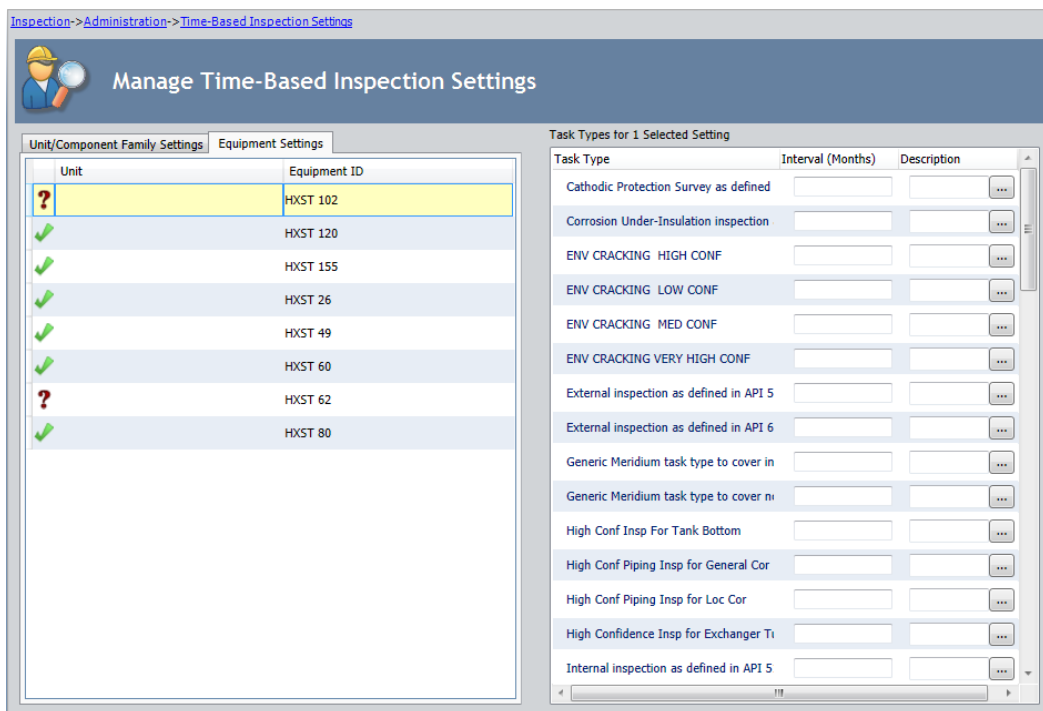 Inspection->Administration->Time-Based Inspection Settings
Manage Time-Based Inspection Settings
Unit/Component Family Settings
Equipment Settings
Unit
Equipment ID
HXST 102
HXST 120
HXST 155
HXST 26
HXST 49
HXST 60
HXST 62
HXST 80
Task Types for 1 Selected Setting
Task Type
Interval (Months)
Description
Cathodic Protection Survey as defined
...
Corrosion Under-Insulation inspection
...
ENV CRACKING  HIGH CONF
...
ENV CRACKING  LOW CONF
...
ENV CRACKING  MED CONF
...
ENV CRACKING VERY HIGH CONF
...
External inspection as defined in API 5
...
External inspection as defined in API 6
...
Generic Meridium task type to cover in
...
Generic Meridium task type to cover
...
High Conf Insp For Tank Bottom
...
High Conf Piping Insp for General Cor
...
High Conf Piping Insp for Loc Cor
...
High Confidence Insp for Exchanger
...
Internal inspection as defined in API 5
...